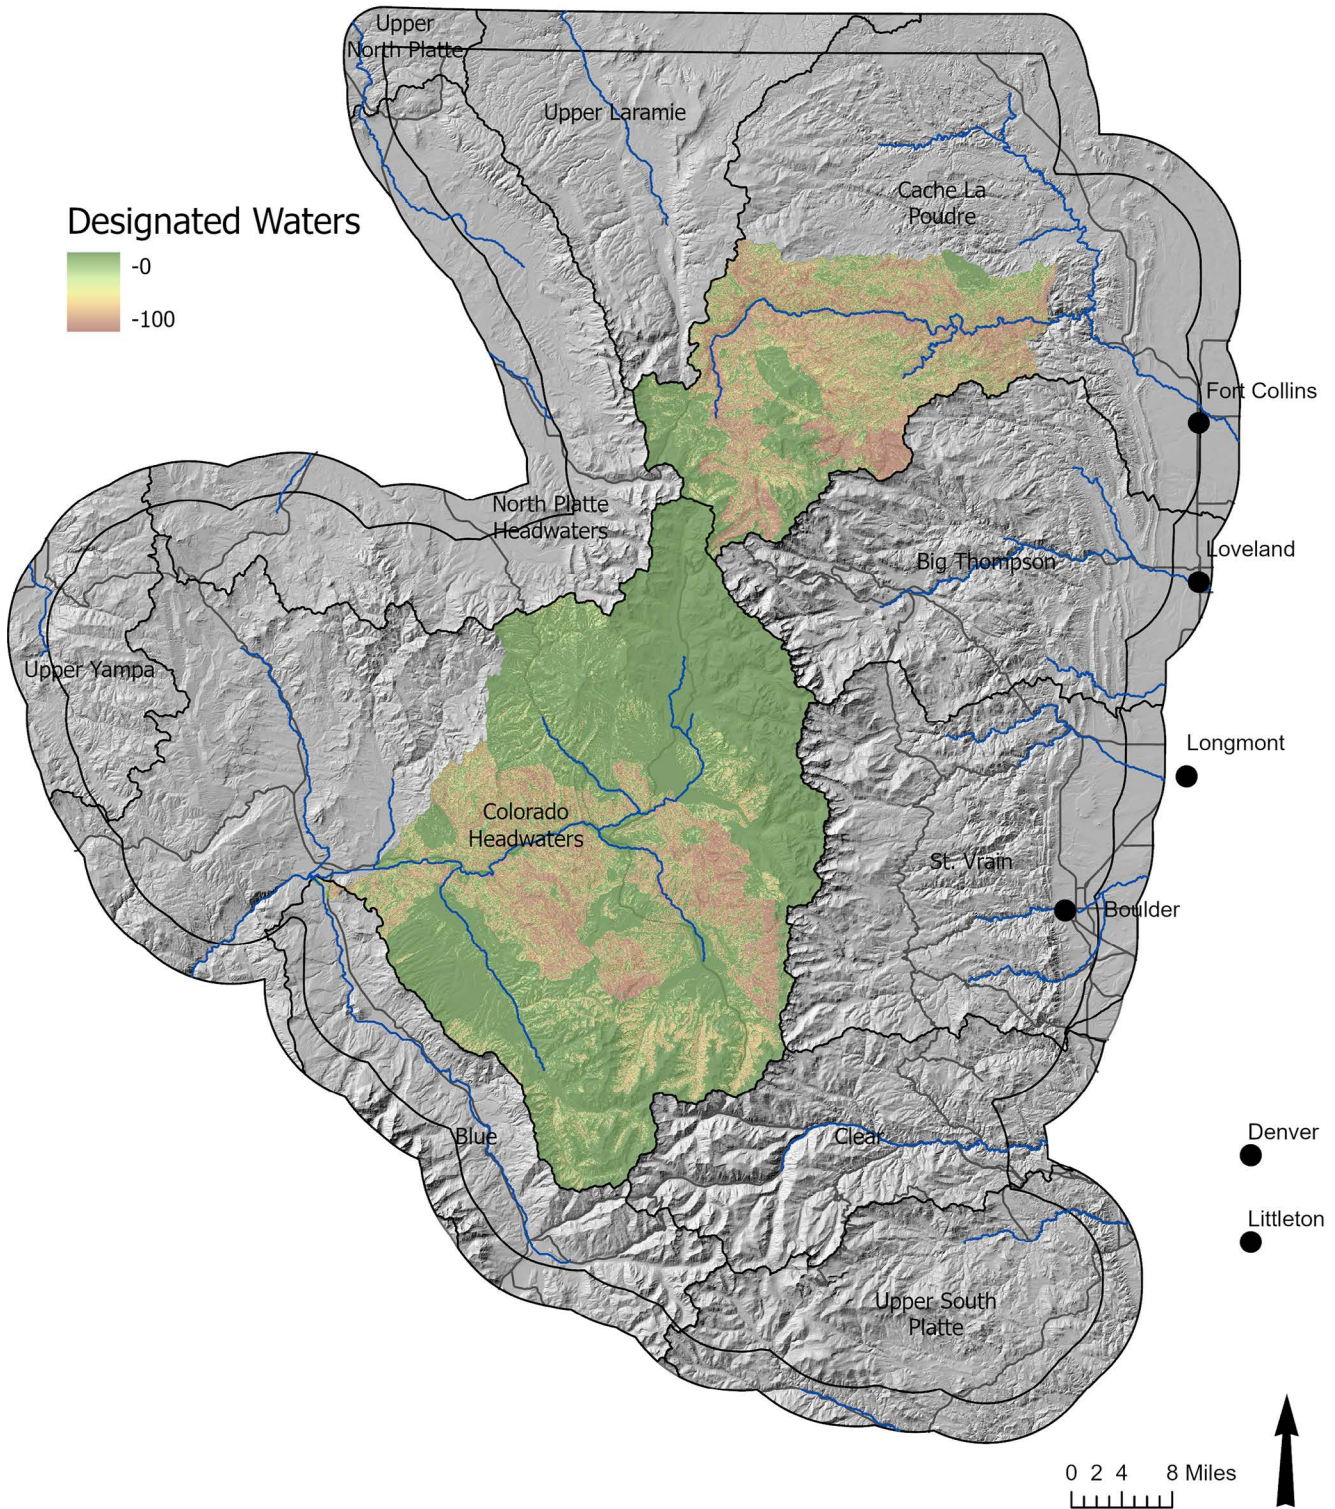 Upper
North Platte
Upper Laramie
Cache La
Poudre
Designated Waters
-0
-100
Fort Collins
North Platte
Headwaters
Loveland
Big Thompson
Upper Yampa
Longmont
Colorado
Headwaters
St. Vrain
Boulder
Blue
Clear
Denver
Littleton
Upper South
Platte
0 2 4 8 Miles